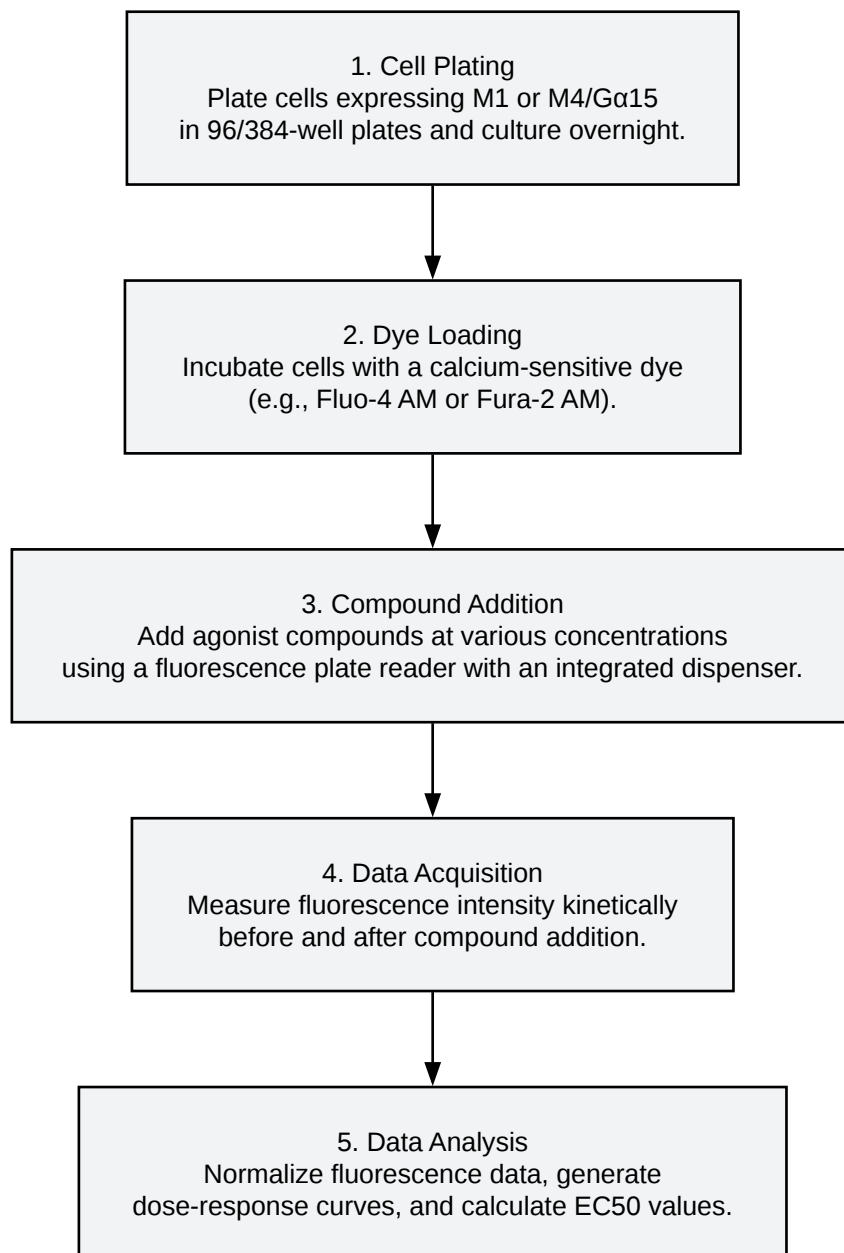 1. Cell Plating
Plate cells expressing M1 or M4/Gα15
in 96/384-well plates and culture overnight.
2. Dye Loading
Incubate cells with a calcium-sensitive dye
(e.g., Fluo-4 AM or Fura-2 AM).
3. Compound Addition
Add agonist compounds at various concentrations
using a fluorescence plate reader with an integrated dispenser.
4. Data Acquisition
Measure fluorescence intensity kinetically
before and after compound addition.
5. Data Analysis
Normalize fluorescence data, generate
dose-response curves, and calculate EC50 values.